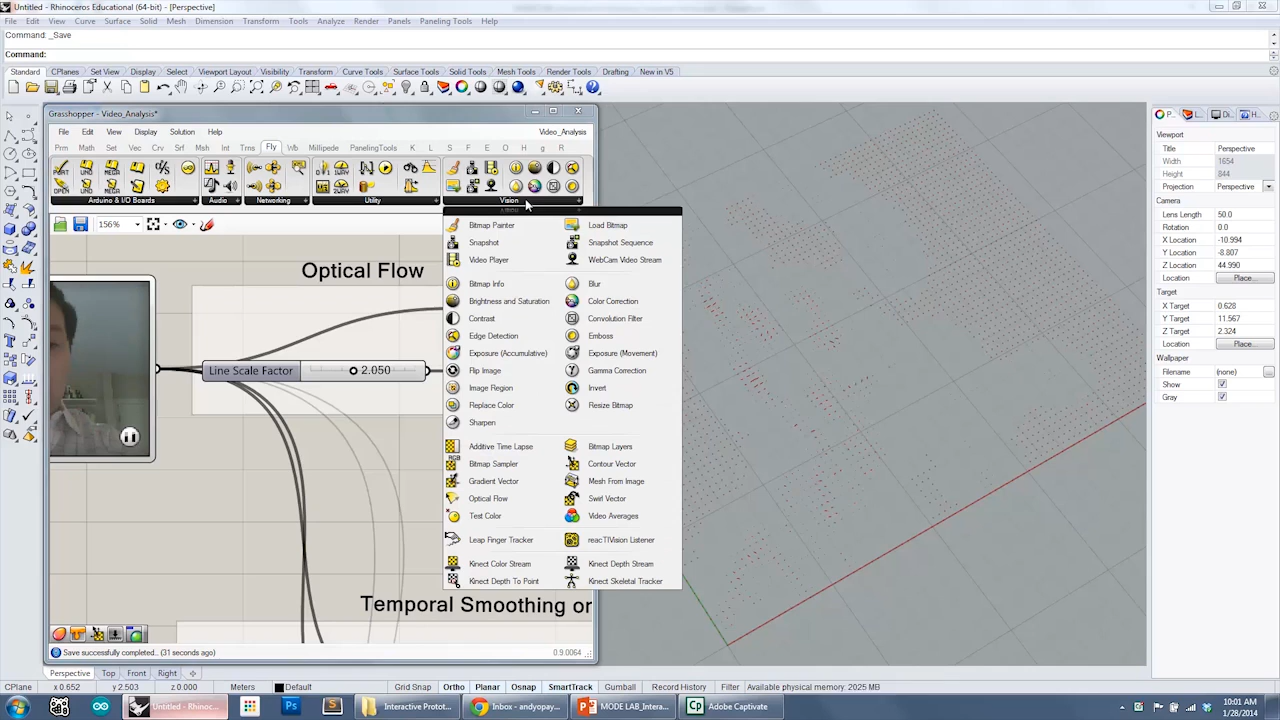 Untitled - Rhinoceros Educational (64-bit) - [Perspective]
File Edit View Curve Surface Solid Mesh Dimension Transform Tools Analyze Render Panels Paneling Tools Help
Command: _Save
Command:
Standard CPlanes Set View Display Select Viewport Layout Visibility Transform Curve Tools Surface Tools Solid Tools Mesh Tools Render Tools Drafting New in V5
Grasshopper - Video_Analysis*
File Edit View Display Solution Help Video_Analysis
Prm Math Set Vec Crv Srf Msh Int Trns Fly Wb Millipede PanelingTools K L S F B E O H g Robots
Arduino & I/O Boards Audio Networking Utility Vision
156%
Optical Flow
Line Scale Factor 2.050
Temporal Smoothing or
Bitmap Painter Load Bitmap
Snapshot Snapshot Sequence
Video Player WebCam Video Stream
Bitmap Info Blur
Brightness and Saturation Color Correction
Contrast Convolution Filter
Edge Detection Emboss
Exposure (Accumulative) Exposure (Movement)
Flip Image Gamma Correction
Image Region Invert
Replace Color Resize Bitmap
Sharpen
Additive Time Lapse Bitmap Layers
Bitmap Sampler Contour Vector
Gradient Vector Mesh From Image
Optical Flow Swirl Vector
Test Color Video Averages
Leap Finger Tracker reacTIVision Listener
Kinect Color Stream Kinect Depth Stream
Kinect Depth To Point Kinect Skeletal Tracker
Save successfully completed... (31 seconds ago) 0.9.0064
P... L... Di... H...
Viewport
Title Perspective
Width 1654
Height 844
Projection Perspective
Camera
Lens Length 50.0
Rotation 0.0
X Location -10.994
Y Location -8.807
Z Location 44.990
Location Place...
Target
X Target 0.628
Y Target 11.567
Z Target 2.324
Location Place...
Wallpaper
Filename (none) ...
Show
Gray
Perspective Top Front Right
CPlane x 0.652 y 2.503 z 0.000 Meters Default Grid Snap Ortho Planar Osnap SmartTrack Gumball Record History Filter Available physical memory: 2025 MB
Untitled - Rhinoc... Interactive Protot... Inbox - andyopay... MODE LAB_Intera... Adobe Captivate
10:01 AM
1/28/2014